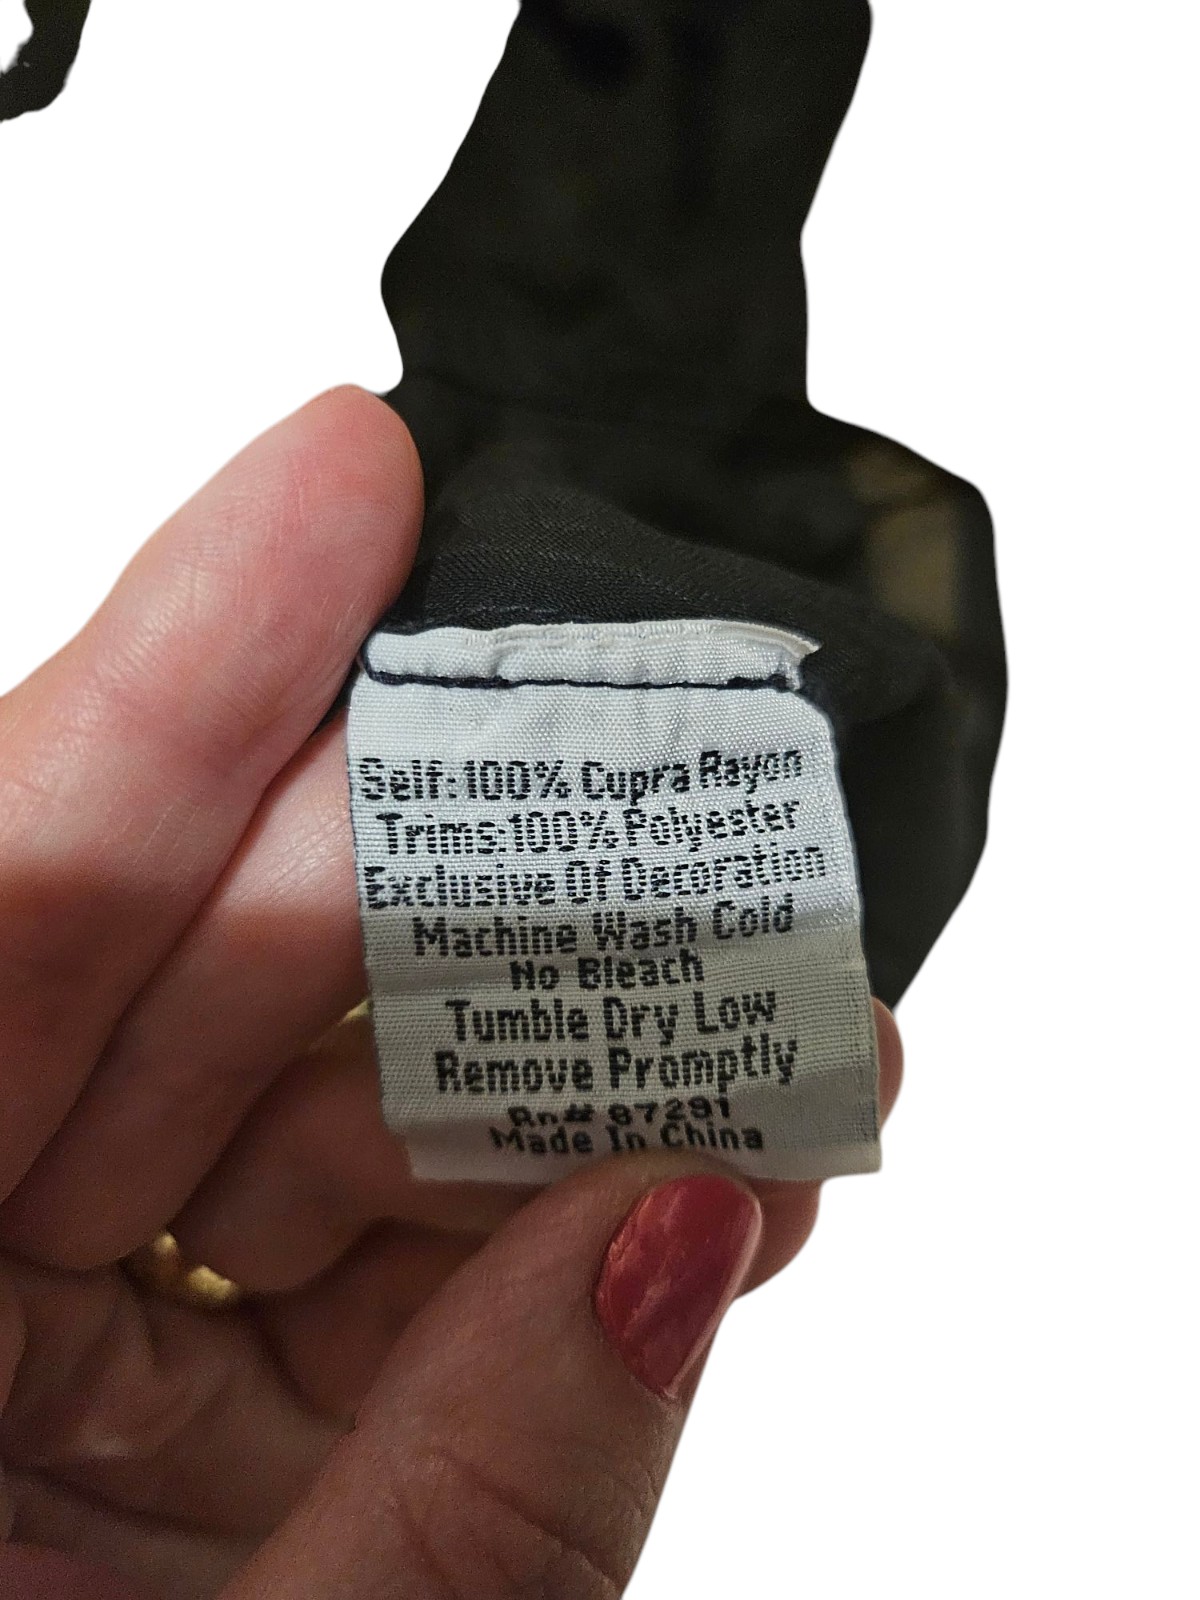 Self:100% Cupra Rayon
Trims:100% Polyester
Exclusive Of Decoration
Machine Wash Cold
No Bleach
Tumble Dry Low
Remove Promptly
Rn# 87291
Made In China